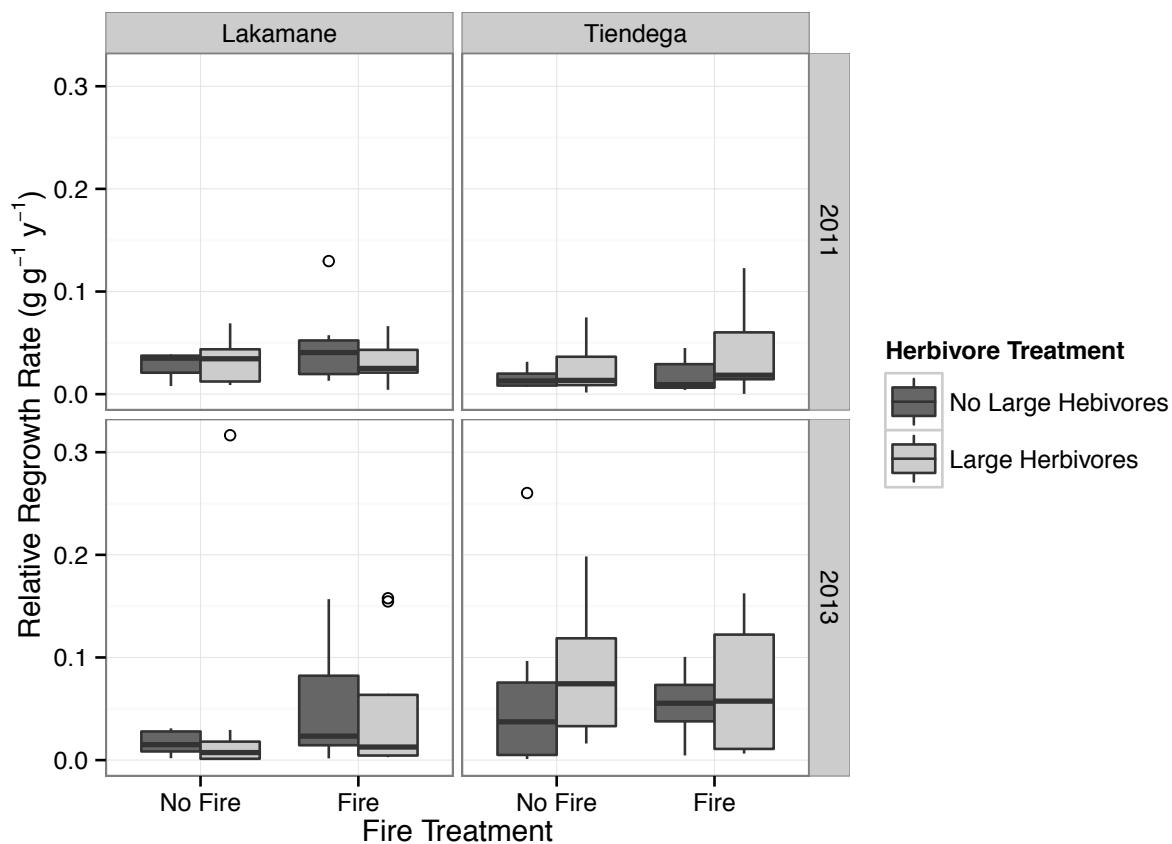 Lakamane
Tiendega
Relative Regrowth Rate (g g⁻¹ y⁻¹)
0.3
0.2
0.1
0.0
2011
0.3
0.2
0.1
0.0
2013
No Fire
Fire
No Fire
Fire
Fire Treatment
Herbivore Treatment
No Large Hebivores
Large Herbivores